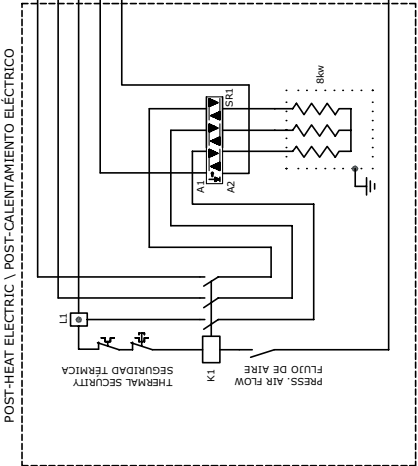 POST-HEAT ELECTRIC \ POST-CALENTAMIENTO ELÉCTRICO
8kw
SR1
A1
A2
L1
THERMAL SECURITY
SEGURIDAD TÉRMICA
K1
PRESS. AIR FLOW
FLUJO DE AIRE